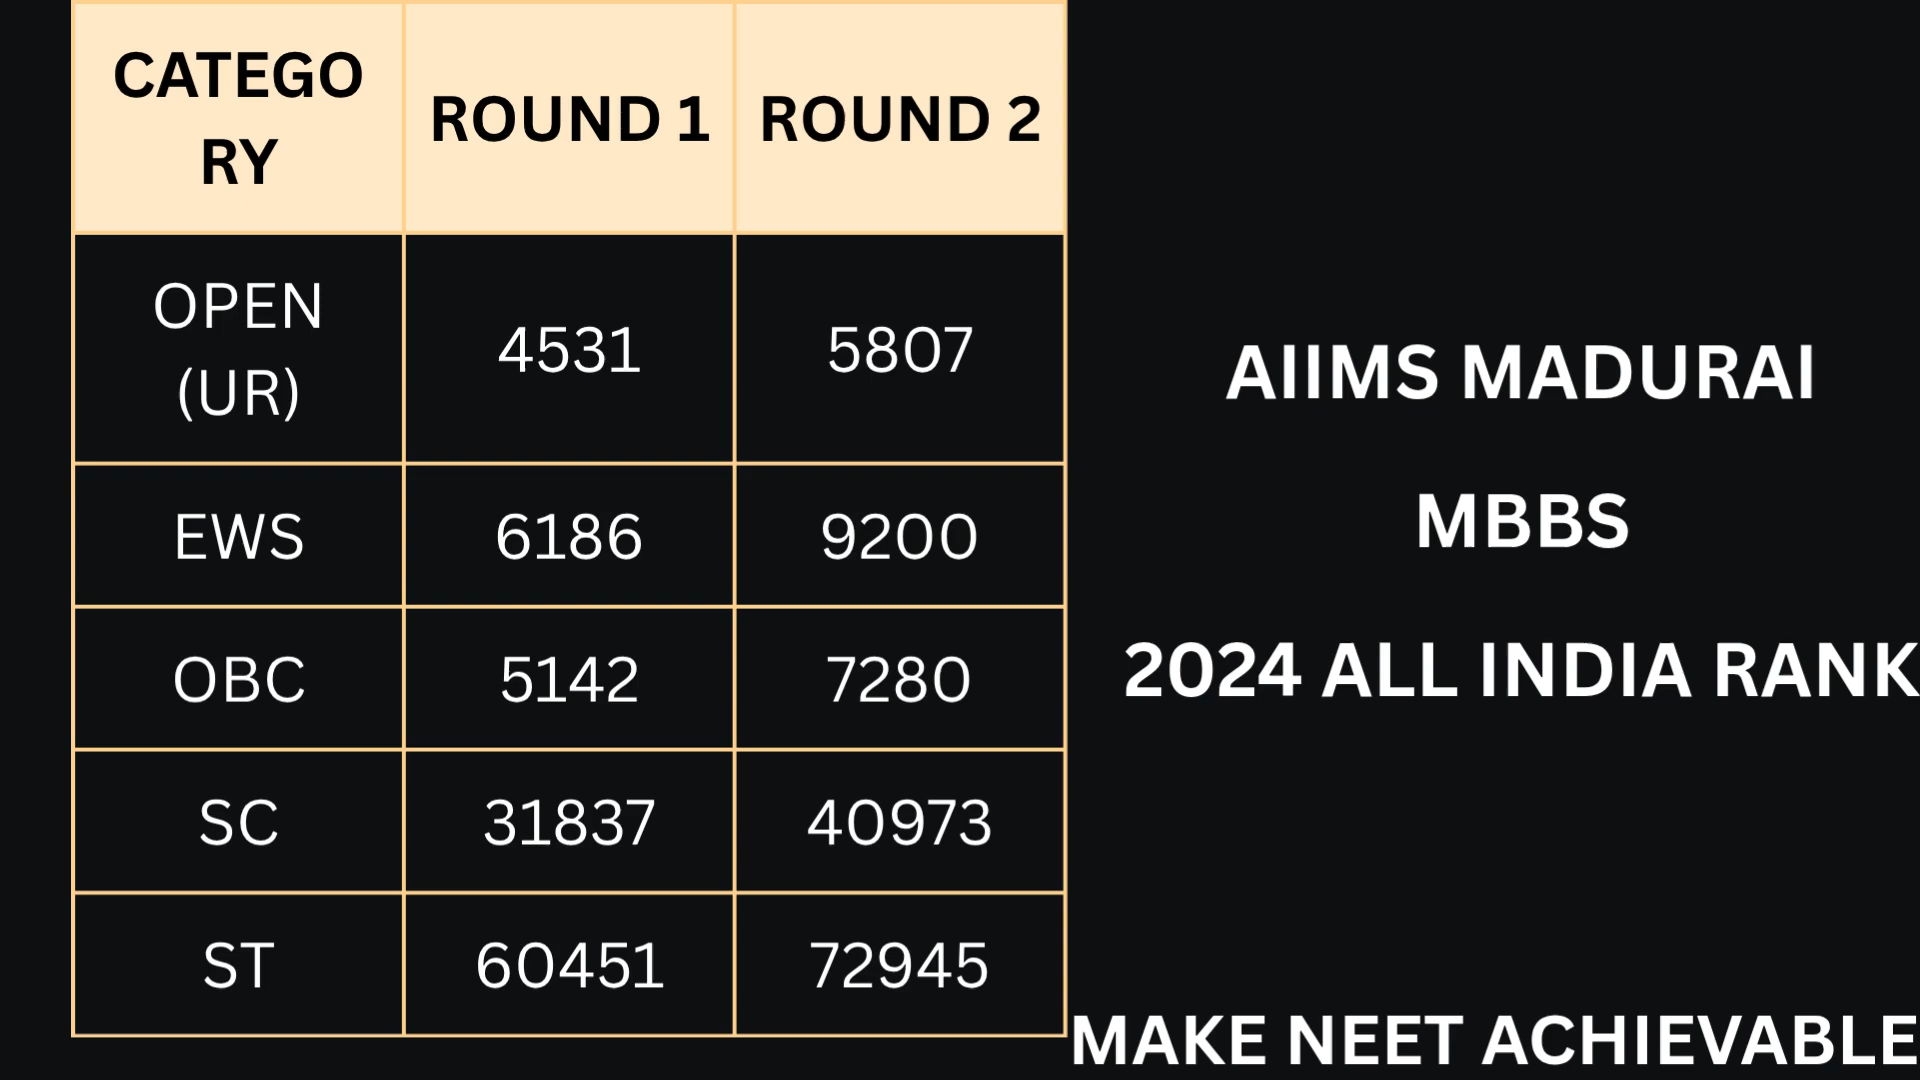 CATEGO
RY
ROUND 1
ROUND 2
OPEN
(UR)
4531
5807
EWS
6186
9200
OBC
5142
7280
SC
31837
40973
ST
60451
72945
AIIMS MADURAI
MBBS
2024 ALL INDIA RANK
MAKE NEET ACHIEVABLE